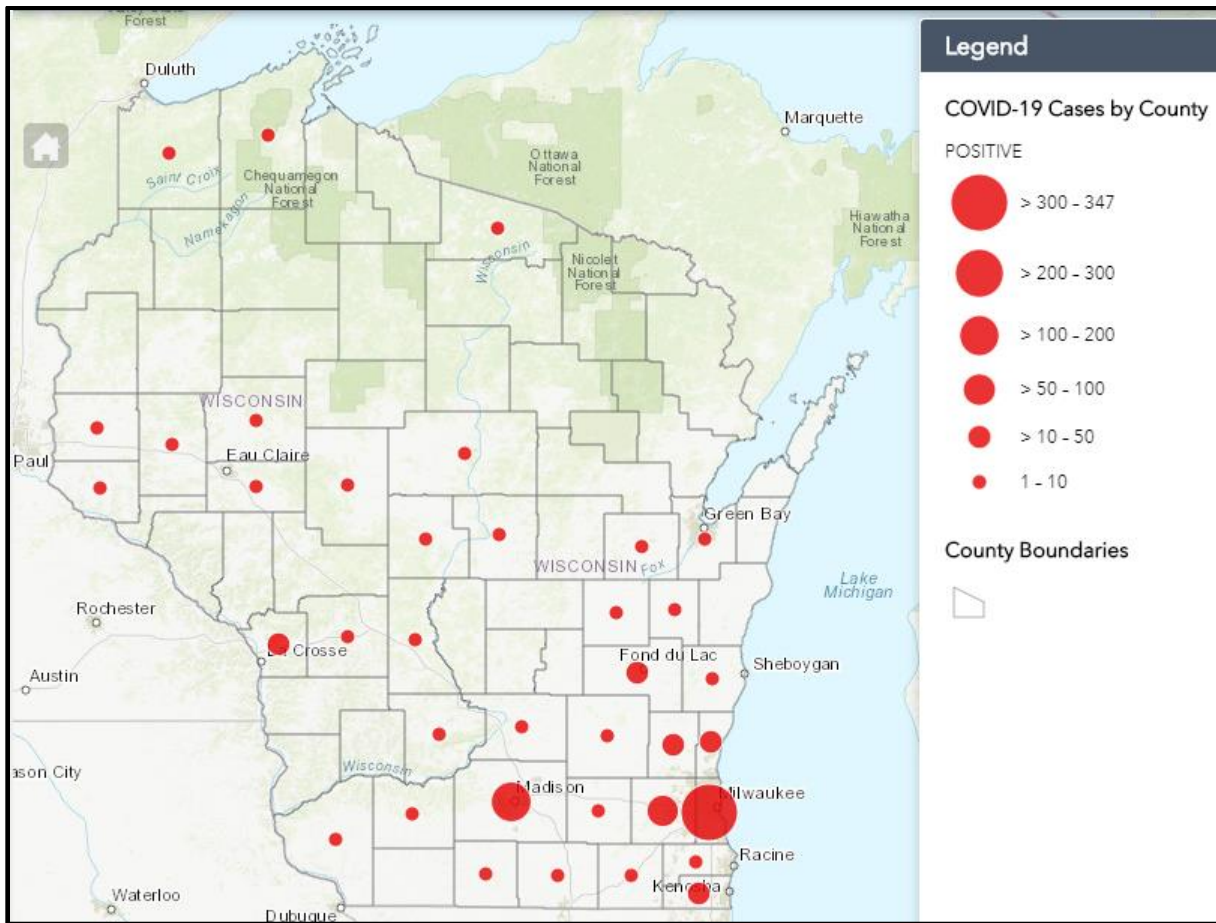 Forest
Duluth
Marquette
Saint Croix
Chequamegon
National
Forest
Namekagon
Ottawa
National
Forest
Hiawatha
National
Forest
Wisconsin
Nicolet
National
Forest
WISCONSIN
Eau Claire
Paul
Green Bay
WISCONSIN
Fox
Lake
Michigan
Rochester
La Crosse
Fond du Lac
Sheboygan
Austin
ason City
Wisconsin
Madison
Milwaukee
Racine
Kenosha
Waterloo
Dubuque
Legend
COVID-19 Cases by County
POSITIVE
> 300 - 347
> 200 - 300
> 100 - 200
> 50 - 100
> 10 - 50
1 - 10
County Boundaries